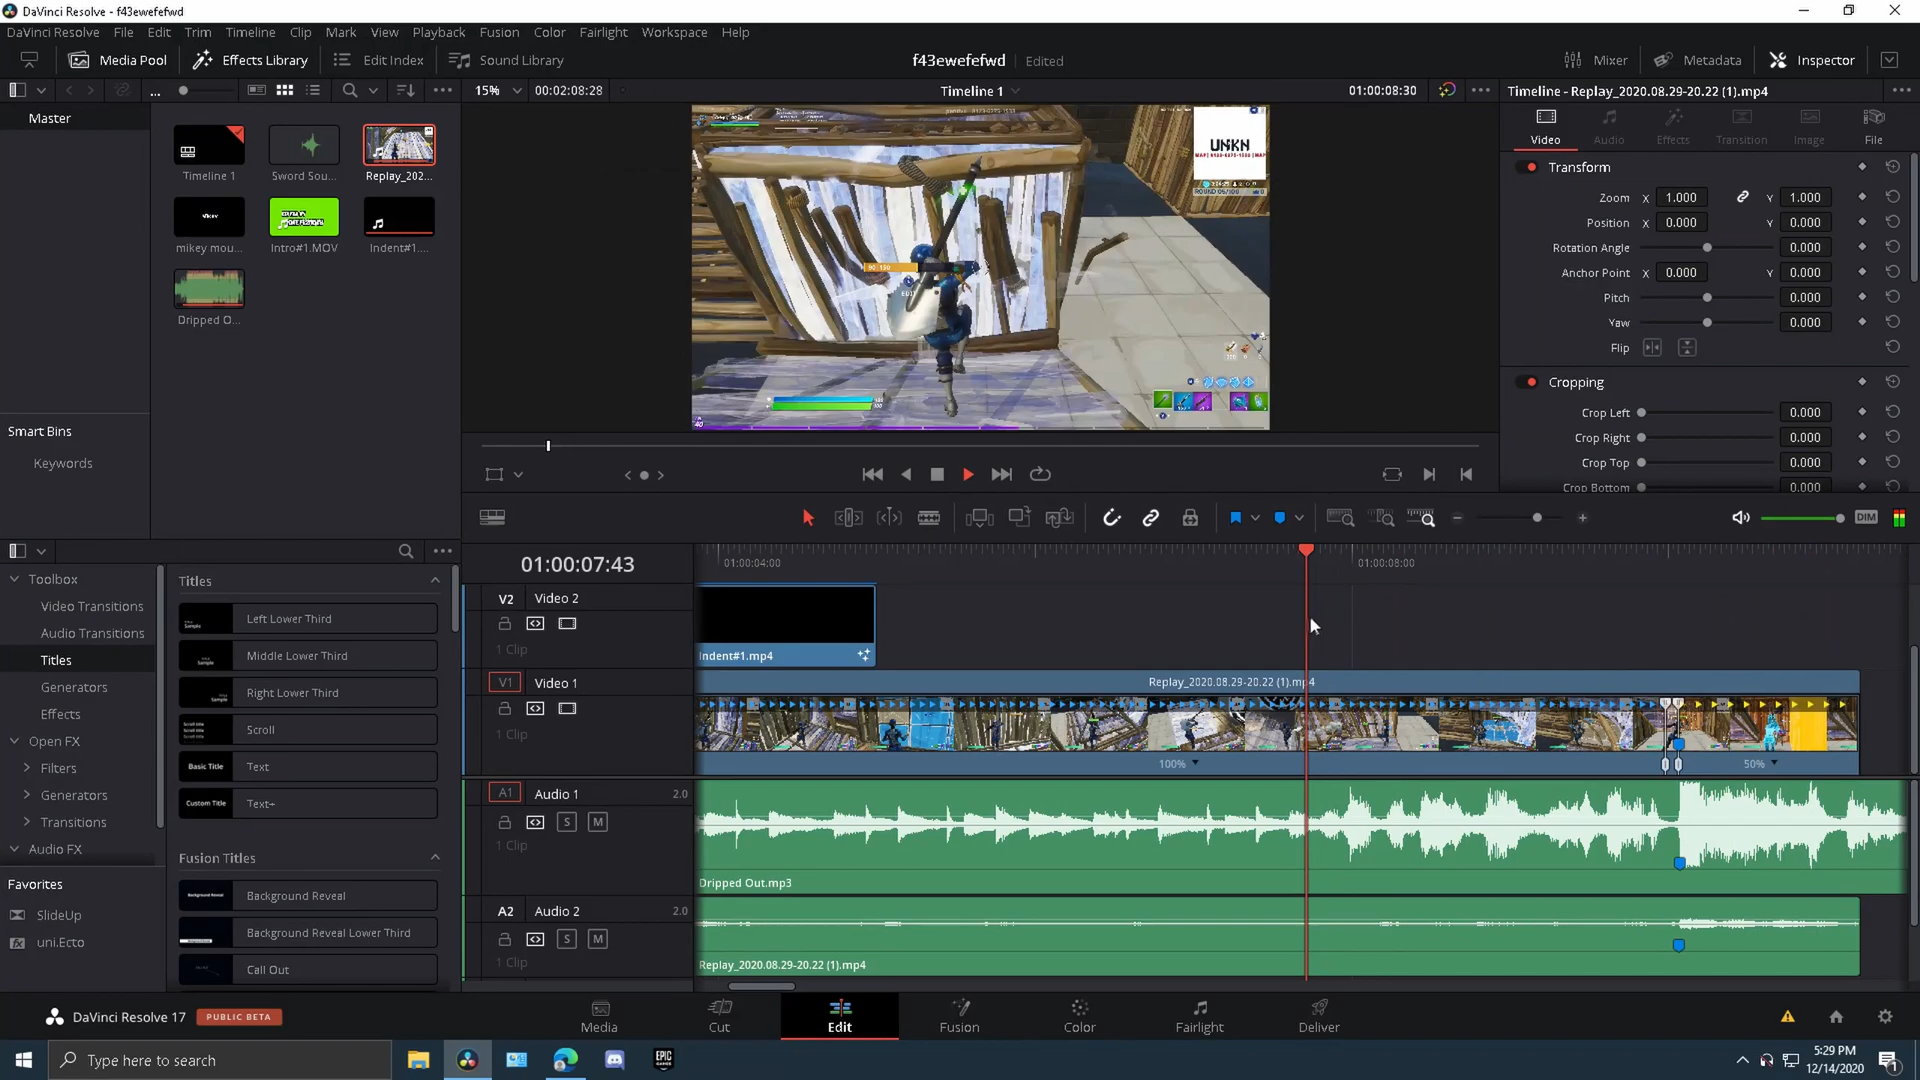 DaVinci Resolve - f43ewefefwd
DaVinci Resolve File Edit Trim Timeline Clip Mark View Playback Fusion Color Fairlight Workspace Help
Media Pool Effects Library Edit Index Sound Library f43ewefefwd Edited Mixer Metadata Inspector
... 15% 00:02:08:28 Timeline 1 01:00:08:30 Timeline - Replay_2020.08.29-20.22 (1).mp4
Master
Timeline 1 Sword Sou... Replay_202...
mikey mou... Intro#1.MOV Indent#1....
Dripped O...
Smart Bins
Keywords
UNKN
90 130
EDIT
40
Video Audio Effects Transition Image File
Transform
Zoom X 1.000 Y 1.000
Position X 0.000 Y 0.000
Rotation Angle 0.000
Anchor Point X 0.000 Y 0.000
Pitch 0.000
Yaw 0.000
Flip
Cropping
Crop Left 0.000
Crop Right 0.000
Crop Top 0.000
Crop Bottom 0.000
DIM
Toolbox
Video Transitions
Audio Transitions
Titles
Generators
Effects
Open FX
Filters
Generators
Transitions
Audio FX
Favorites
SlideUp
uni.Ecto
Titles
Left Lower Third
Middle Lower Third
Right Lower Third
Scroll
Basic Title Text
Custom Title Text+
Fusion Titles
Background Reveal
Background Reveal Lower Third
Call Out
01:00:07:43 01:00:04:00 01:00:08:00
V2 Video 2
1 Clip
Indent#1.mp4
V1 Video 1
1 Clip
Replay_2020.08.29-20.22 (1).mp4
100% 50%
A1 Audio 1 2.0
S M
1 Clip
Dripped Out.mp3
A2 Audio 2 2.0
S M
1 Clip
Replay_2020.08.29-20.22 (1).mp4
DaVinci Resolve 17 PUBLIC BETA
Media Cut Edit Fusion Color Fairlight Deliver
Type here to search
EPIC GAMES
5:29 PM
12/14/2020
1